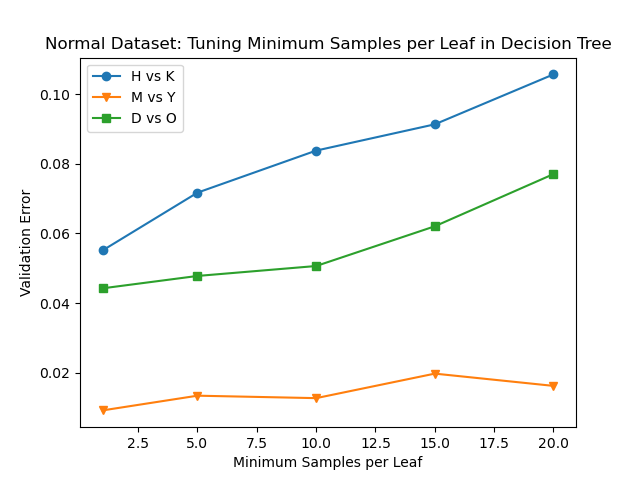 Normal Dataset: Tuning Minimum Samples per Leaf in Decision Tree
H vs K
M vs Y
D vs O
0.10
0.08
0.06
0.04
0.02
Validation Error
2.5 5.0 7.5 10.0 12.5 15.0 17.5 20.0
Minimum Samples per Leaf